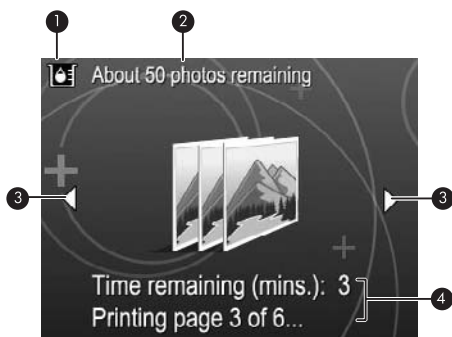 1 2
About 50 photos remaining
3 3
Time remaining (mins.): 3
Printing page 3 of 6...
4